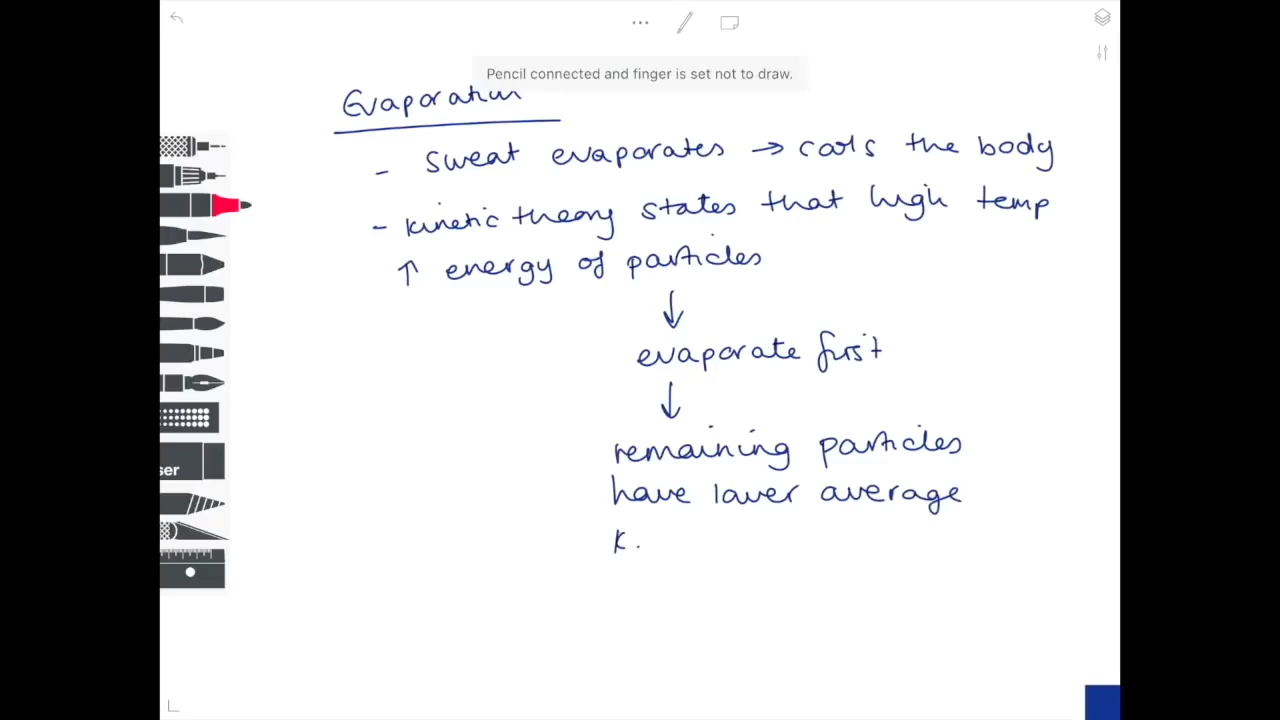 Pencil connected and finger is set not to draw.
Evaporation
- Sweat evaporates → cools the body
- kinetic theory states that high temp
↑ energy of particles
↓
evaporate first
↓
remaining particles
have lower average
K.
ser